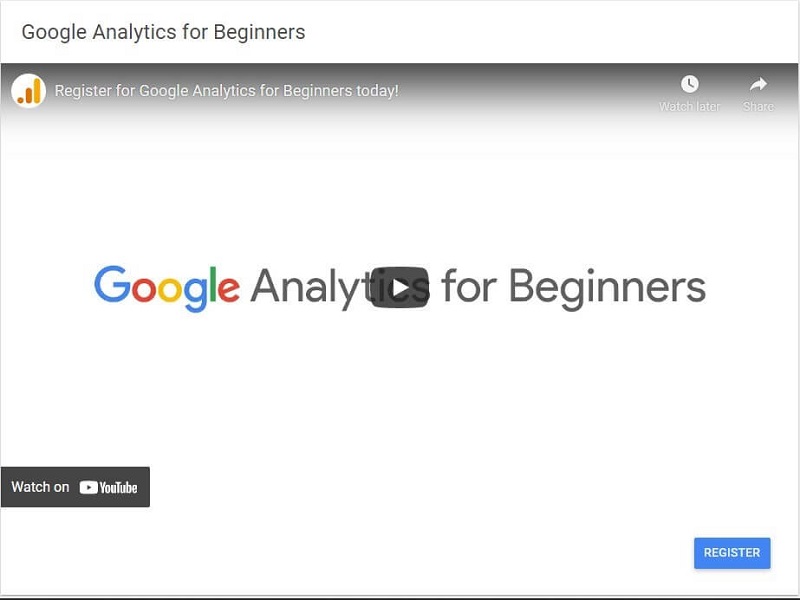 Google Analytics for Beginners
Register for Google Analytics for Beginners today!
Watch later
Share
Google Analytics for Beginners
Watch on YouTube
REGISTER